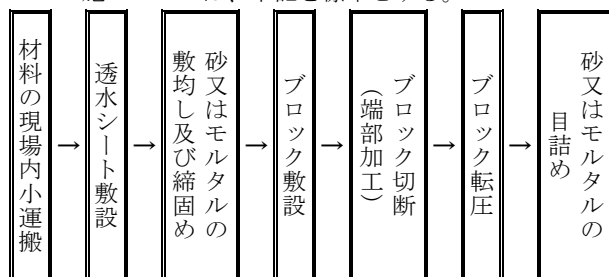 材料の現場内小運搬
→
透水シート敷設
→
砂又はモルタルの
敷均し及び締固め
→
ブロック敷設
→
ブロック切断
（端部加工）
→
ブロック転圧
→
砂又はモルタルの
目詰め